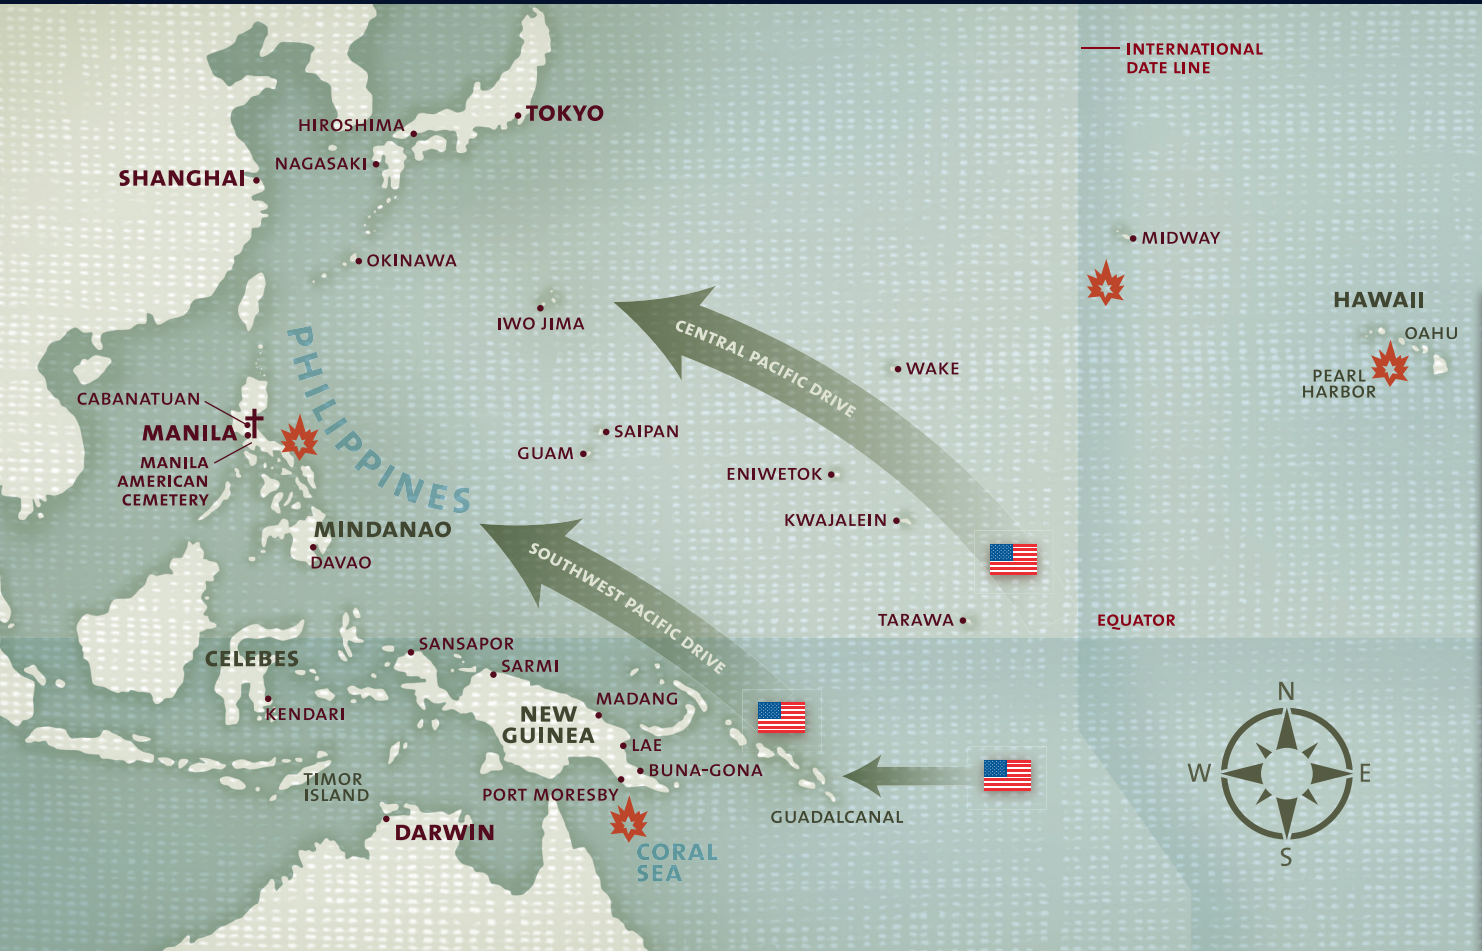 INTERNATIONAL
DATE LINE
TOKYO
HIROSHIMA
NAGASAKI
SHANGHAI
MIDWAY
OKINAWA
HAWAII
IWO JIMA
OAHU
CENTRAL PACIFIC DRIVE
WAKE
PEARL
HARBOR
PHILIPPINES
CABANATUAN
MANILA
SAIPAN
GUAM
MANILA
AMERICAN
CEMETERY
ENIWETOK
KWAJALEIN
MINDANAO
DAVAO
SOUTHWEST PACIFIC DRIVE
TARAWA
EQUATOR
SANSAPOR
CELEBES
SARMI
MADANG
KENDARI
NEW
GUINEA
LAE
BUNA-GONA
TIMOR
ISLAND
PORT MORESBY
GUADALCANAL
DARWIN
CORAL
SEA
N
W
E
S